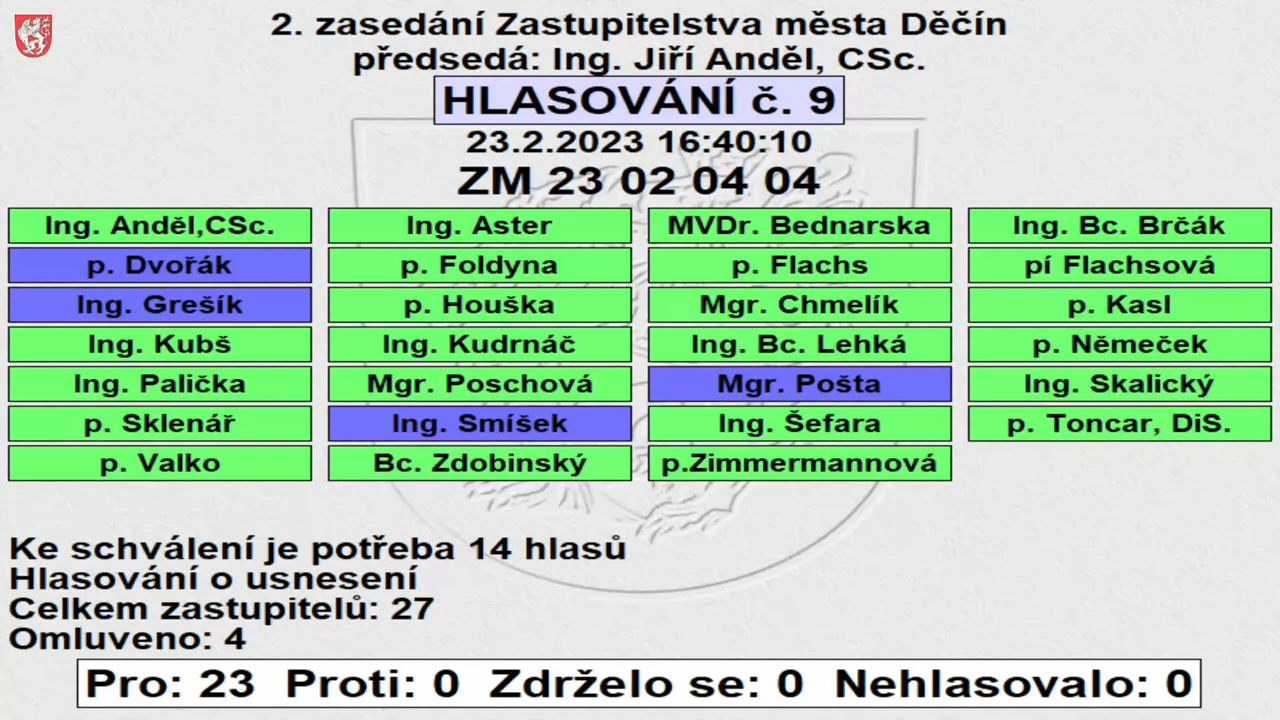 2. zasedání Zastupitelstva města Děčín
předsedá: Ing. Jiří Anděl, CSc.
HLASOVÁNÍ č. 9
23.2.2023 16:40:10
ZM 23 02 04 04
Ing. Anděl,CSc. Ing. Aster MVDr. Bednarska Ing. Bc. Brčák
p. Dvořák p. Foldyna p. Flachs pí Flachsová
Ing. Grešík p. Houška Mgr. Chmelík p. Kasl
Ing. Kubš Ing. Kudrnáč Ing. Bc. Lehká p. Němeček
Ing. Palička Mgr. Poschová Mgr. Pošta Ing. Skalický
p. Sklenář Ing. Smíšek Ing. Šefara p. Toncar, DiS.
p. Valko Bc. Zdobinský p.Zimmermannová
Ke schválení je potřeba 14 hlasů
Hlasování o usnesení
Celkem zastupitelů: 27
Omluveno: 4
Pro: 23 Proti: 0 Zdrželo se: 0 Nehlasovalo: 0